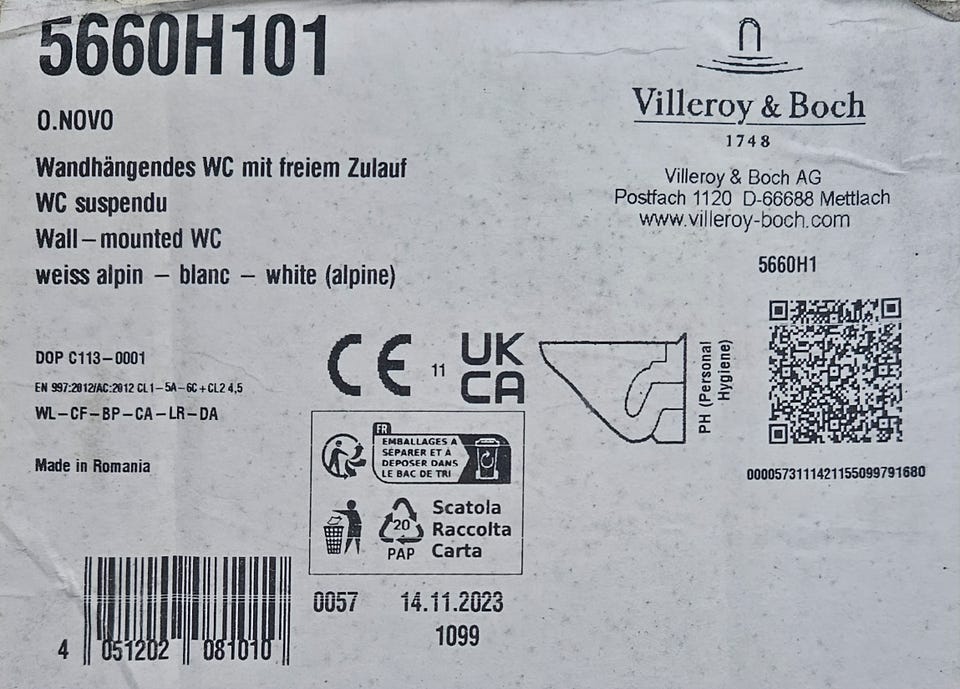 5660H101
O.NOVO
Wandhängendes WC mit freiem Zulauf
WC suspendu
Wall – mounted WC
weiss alpin – blanc – white (alpine)
Villeroy & Boch
1748
Villeroy & Boch AG
Postfach 1120 D-66688 Mettlach
www.villeroy-boch.com
5660H1
DOP C113–0001
EN 997:2012/AC:2012 CL1–5A–6C+CL2 4,5
WL–CF–BP–CA–LR–DA
Made in Romania
CE 11
UK
CA
PH (Personal
Hygiene)
0000573111421155099791680
FR
EMBALLAGES À
SÉPARER ET À
DÉPOSER DANS
LE BAC DE TRI
20
PAP
Scatola
Raccolta
Carta
0057 14.11.2023
1099
4 051202 081010